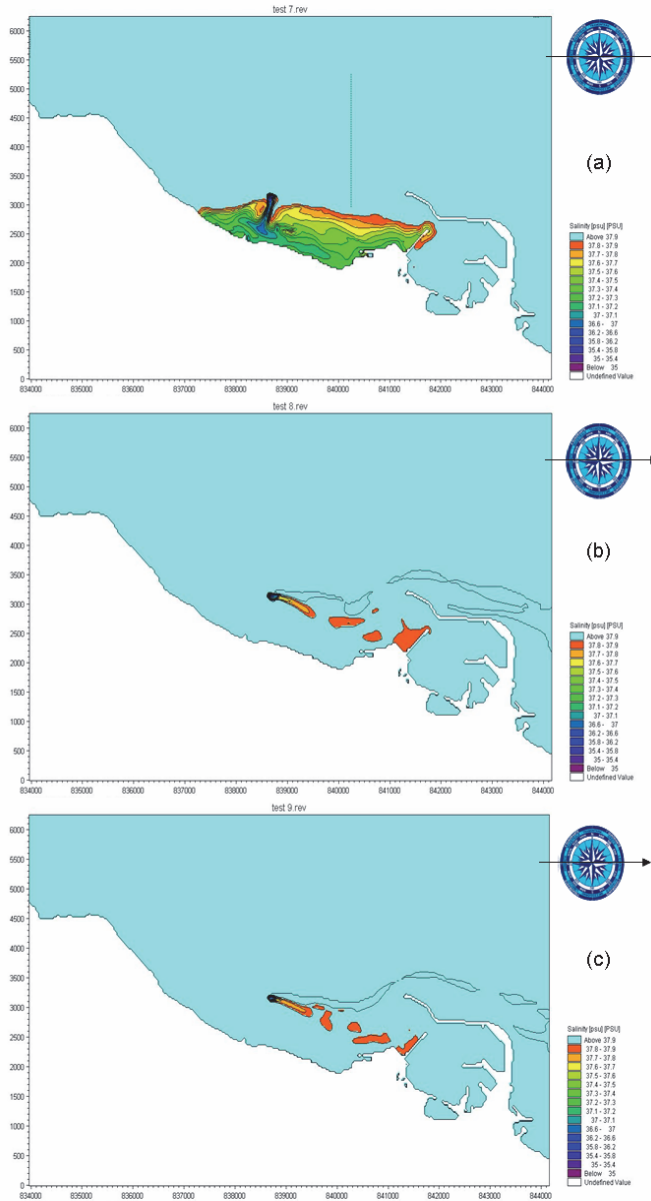 test 7.rev
6000
5500
5000
4500
4000
3500
3000
2500
2000
1500
1000
500
0
834000 835000 836000 837000 838000 839000 840000 841000 842000 843000 844000
(a)
Salinity [psu] [PSU]
Above 37.9
37.8 - 37.9
37.7 - 37.8
37.6 - 37.7
37.5 - 37.6
37.4 - 37.5
37.3 - 37.4
37.2 - 37.3
37.1 - 37.2
37 - 37.1
36.6 - 37
36.2 - 36.6
35.8 - 36.2
35.4 - 35.8
35 - 35.4
Below 35
Undefined Value
test 8.rev
6000
5500
5000
4500
4000
3500
3000
2500
2000
1500
1000
500
0
834000 835000 836000 837000 838000 839000 840000 841000 842000 843000 844000
(b)
Salinity [psu] [PSU]
Above 37.9
37.8 - 37.9
37.7 - 37.8
37.6 - 37.7
37.5 - 37.6
37.4 - 37.5
37.3 - 37.4
37.2 - 37.3
37.1 - 37.2
37 - 37.1
36.6 - 37
36.2 - 36.6
35.8 - 36.2
35.4 - 35.8
35 - 35.4
Below 35
Undefined Value
test 9.rev
6000
5500
5000
4500
4000
3500
3000
2500
2000
1500
1000
500
0
834000 835000 836000 837000 838000 839000 840000 841000 842000 843000 844000
(c)
Salinity [psu] [PSU]
Above 37.9
37.8 - 37.9
37.7 - 37.8
37.6 - 37.7
37.5 - 37.6
37.4 - 37.5
37.3 - 37.4
37.2 - 37.3
37.1 - 37.2
37 - 37.1
36.6 - 37
36.2 - 36.6
35.8 - 36.2
35.4 - 35.8
35 - 35.4
Below 35
Undefined Value